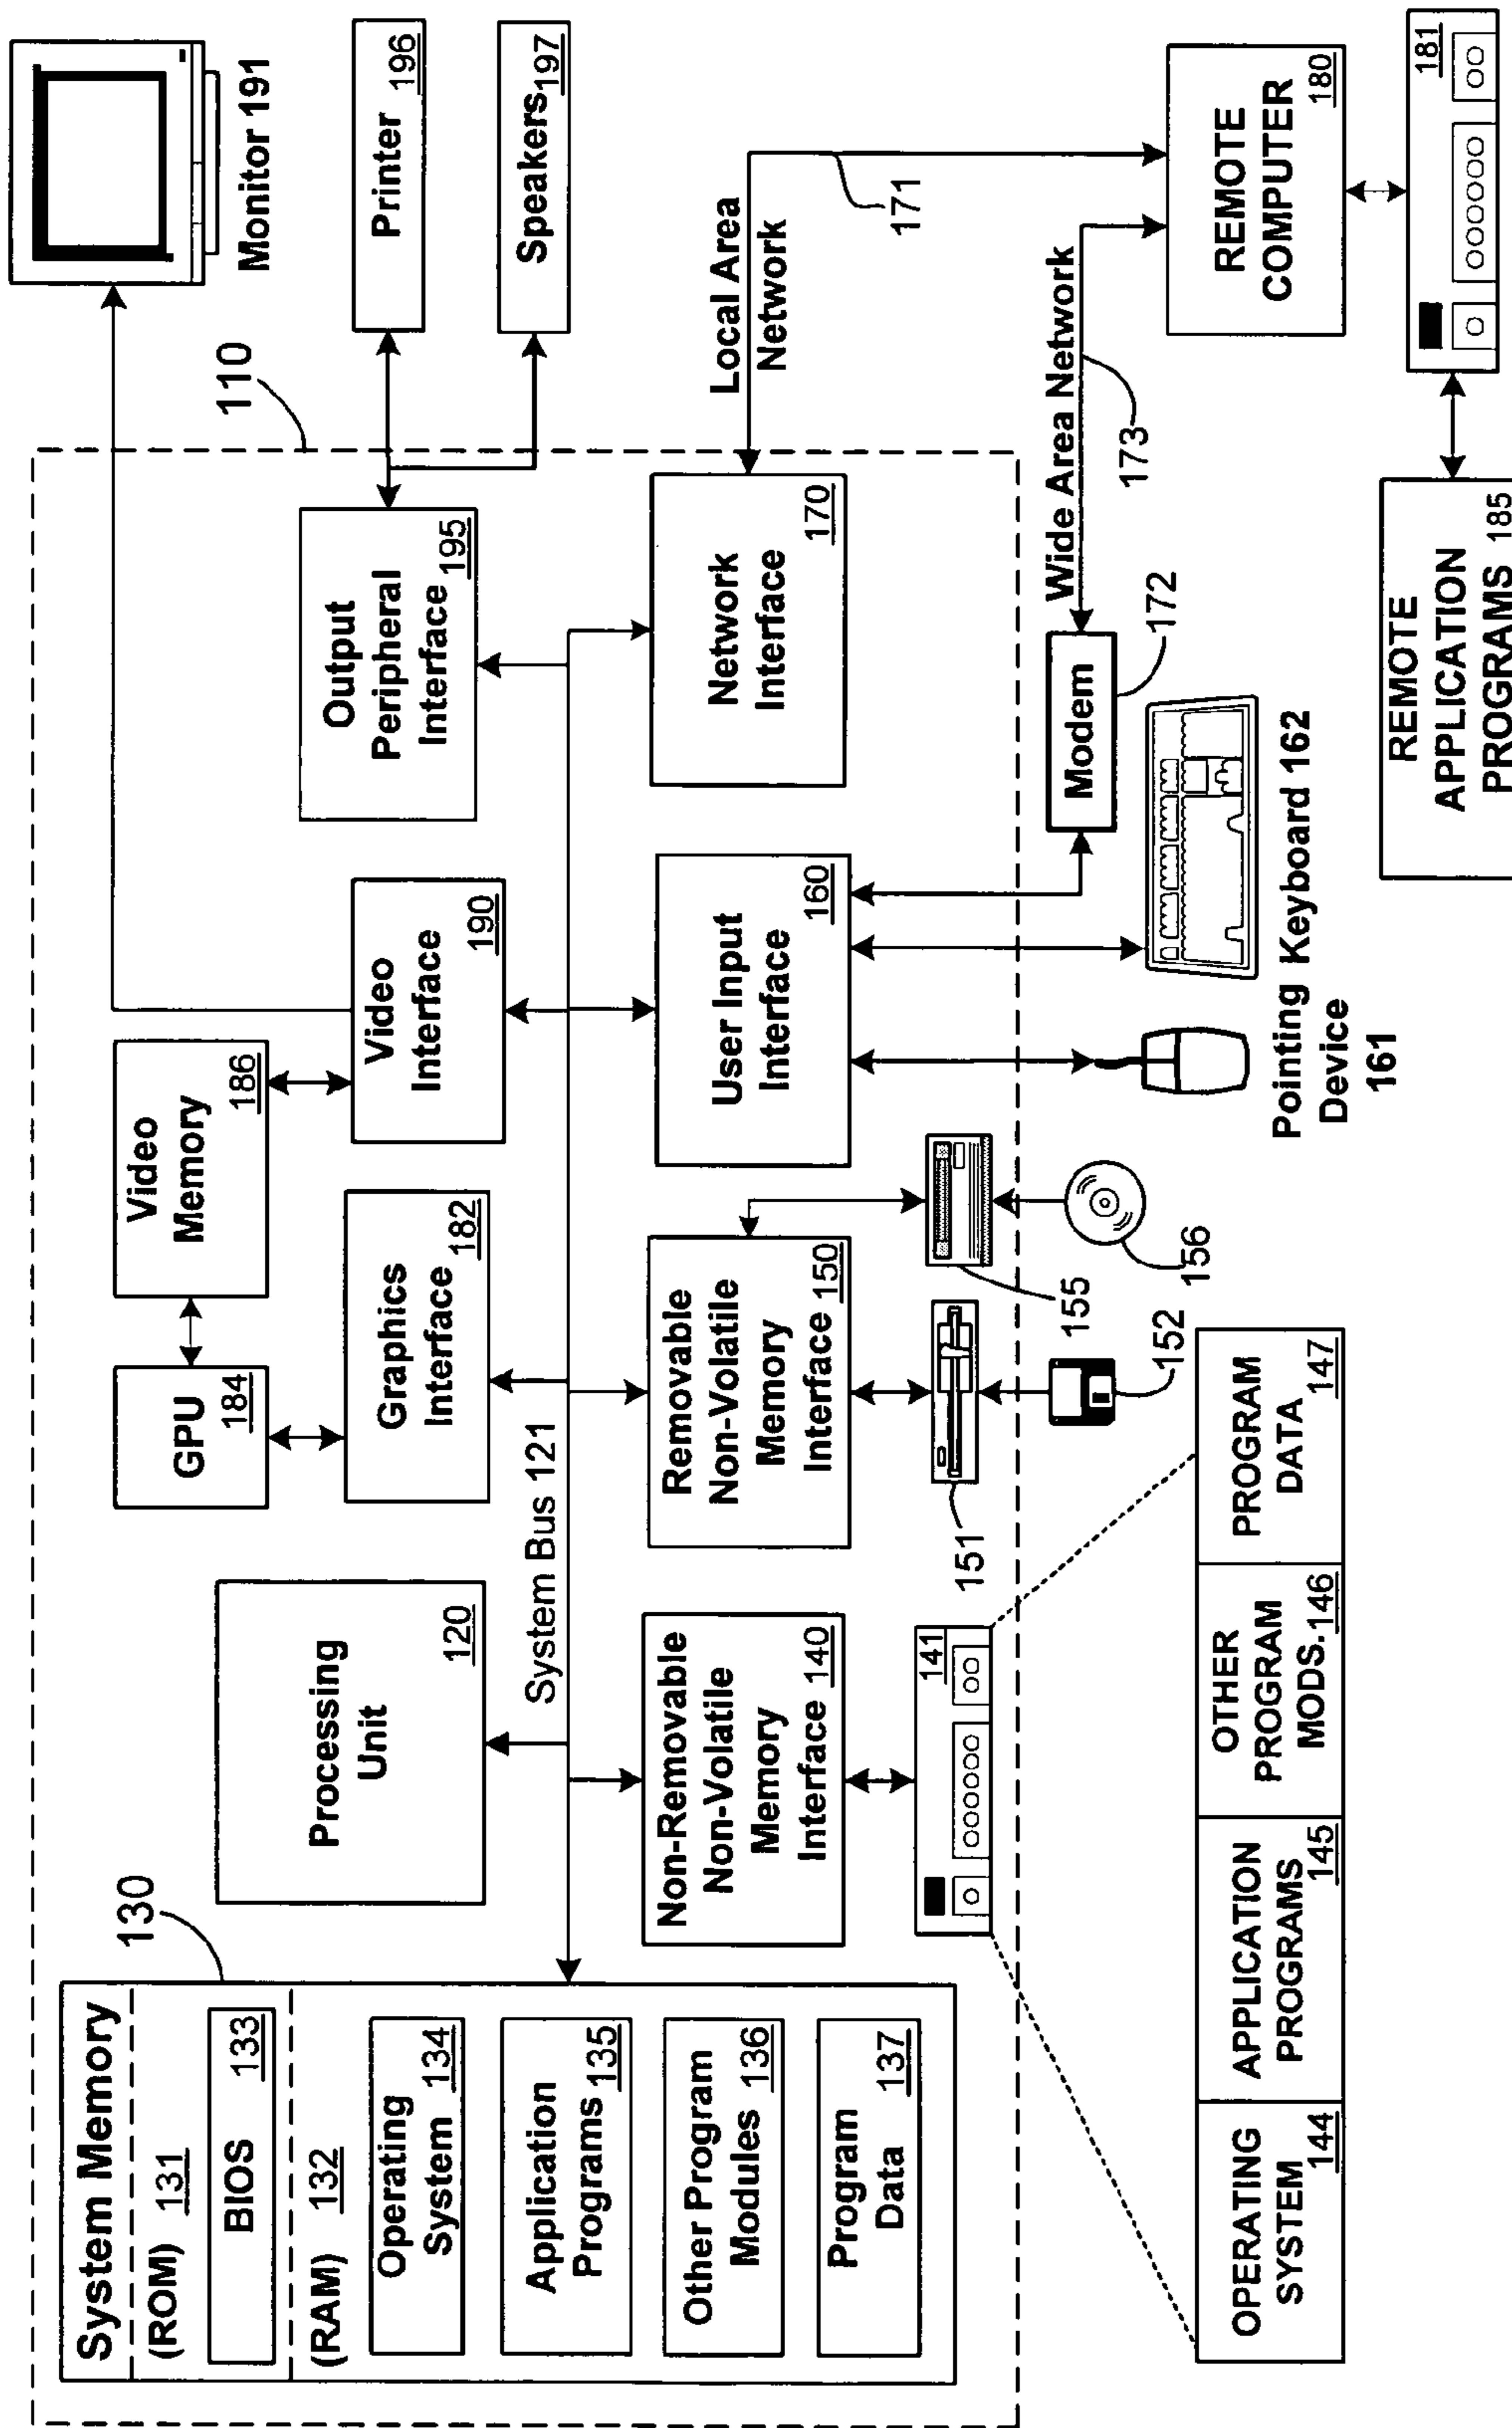 System Memory
(ROM) 131
BIOS 133
(RAM) 132
Operating
System 134
Application
Programs 135
Other Program
Modules 136
Program
Data 137
130
Processing
Unit
120
System Bus 121
GPU
184
Video
Memory
186
Graphics
Interface
182
Video
Interface
190
Output
Peripheral
Interface 195
110
Monitor 191
Printer
196
Speakers 197
Non-Removable
Non-Volatile
Memory
Interface 140
Removable
Non-Volatile
Memory
Interface 150
User Input
Interface
160
Network
Interface
170
Local Area
Network
171
141
151
152
155
156
Wide Area Network
173
Modem
172
Pointing
Device
161
Keyboard 162
REMOTE
COMPUTER
180
181
OPERATING
SYSTEM
144
APPLICATION
PROGRAMS
145
OTHER
PROGRAM
MODS. 146
PROGRAM
DATA
147
REMOTE
APPLICATION
PROGRAMS 185